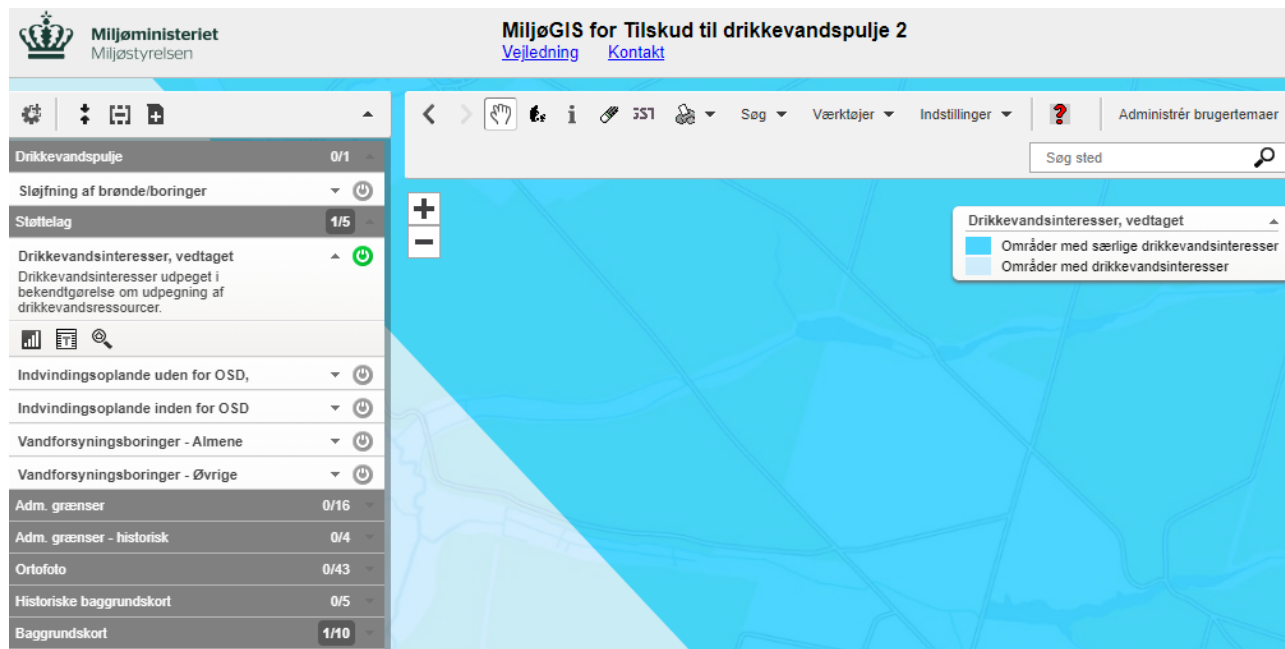 Miljøministeriet
Miljøstyrelsen
MiljøGIS for Tilskud til drikkevandspulje 2
Vejledning Kontakt
Søg
Værktøjer
Indstillinger
?
Administrér brugertemaer
Søg sted
Drikkevandspulje 0/1
Sløjfning af brønde/boringer
Støttelag 1/5
Drikkevandsinteresser, vedtaget
Drikkevandsinteresser udpeget i
bekendtgørelse om udpegning af
drikkevandsressourcer.
Indvindingsoplande uden for OSD,
Indvindingsoplande inden for OSD
Vandforsyningsboringer - Almene
Vandforsyningsboringer - Øvrige
Adm. grænser 0/16
Adm. grænser - historisk 0/4
Ortofoto 0/43
Historiske baggrundskort 0/5
Baggrundskort 1/10
+
−
Drikkevandsinteresser, vedtaget
Områder med særlige drikkevandsinteresser
Områder med drikkevandsinteresser